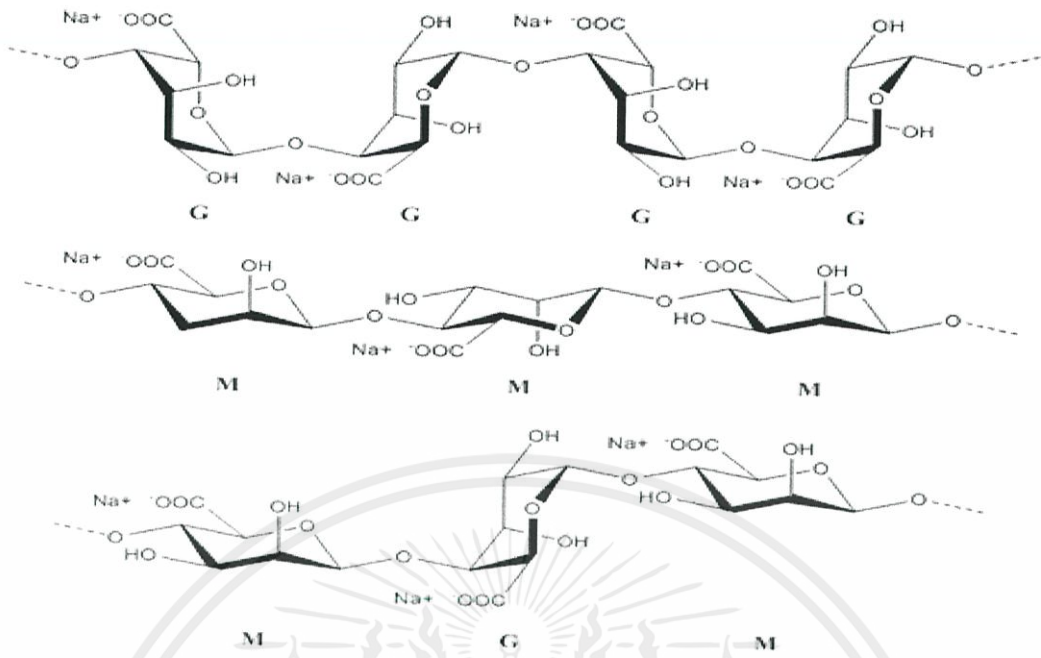 Na+ ⁻OOC OH Na+ ⁻OOC OH
O O O
OH O OH O
O OH O OH
O O
OH Na+ ⁻OOC OH Na+ ⁻OOC
G G G G
Na+ ⁻OOC OH Na+ ⁻OOC OH
O O HO O O
O HO O
Na+ ⁻OOC OH O
M M M
OH Na+ ⁻OOC OH
O O
Na+ ⁻OOC OH HO O
O O
O HO O OH
Na+ ⁻OOC
M G M